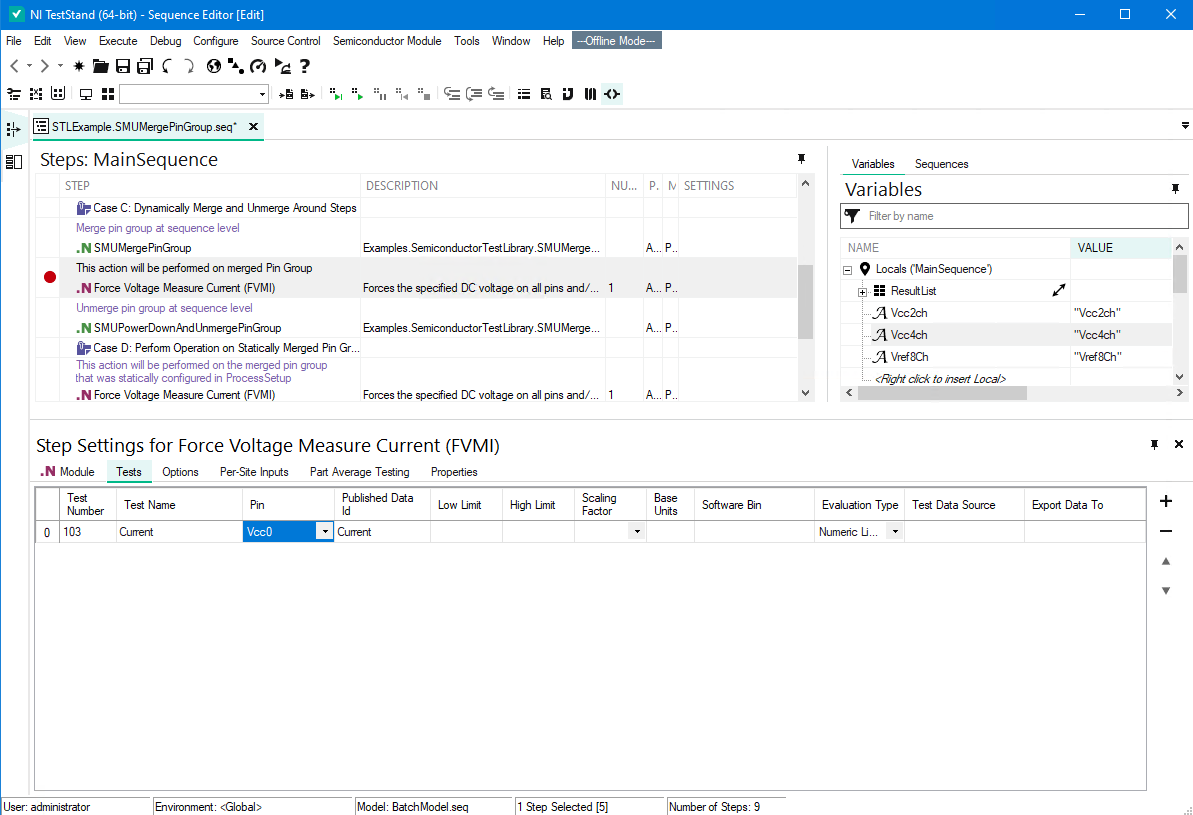 NI TestStand (64-bit) - Sequence Editor [Edit]
File Edit View Execute Debug Configure Source Control Semiconductor Module Tools Window Help ---Offline Mode---
STLExample.SMUMergePinGroup.seq*
Steps: MainSequence
STEP DESCRIPTION NU... P. M SETTINGS
Case C: Dynamically Merge and Unmerge Around Steps
Merge pin group at sequence level
.N SMUMergePinGroup Examples.SemiconductorTestLibrary.SMUMerge... A... P..
This action will be performed on merged Pin Group
.N Force Voltage Measure Current (FVMI) Forces the specified DC voltage on all pins and/... 1 A... P..
Unmerge pin group at sequence level
.N SMUPowerDownAndUnmergePinGroup Examples.SemiconductorTestLibrary.SMUMerge... A... P..
Case D: Perform Operation on Statically Merged Pin Gr...
This action will be performed on the merged pin group
that was statically configured in ProcessSetup
.N Force Voltage Measure Current (FVMI) Forces the specified DC voltage on all pins and/... 1 A... P..
Variables Sequences
Variables
Filter by name
NAME VALUE
Locals ('MainSequence')
ResultList
Vcc2ch "Vcc2ch"
Vcc4ch "Vcc4ch"
Vref8Ch "Vref8Ch"
<Right click to insert Local>
Step Settings for Force Voltage Measure Current (FVMI)
.N Module Tests Options Per-Site Inputs Part Average Testing Properties
Test Number Test Name Pin Published Data Id Low Limit High Limit Scaling Factor Base Units Software Bin Evaluation Type Test Data Source Export Data To
0 103 Current Vcc0 Current Numeric Li...
User: administrator Environment: <Global> Model: BatchModel.seq 1 Step Selected [5] Number of Steps: 9